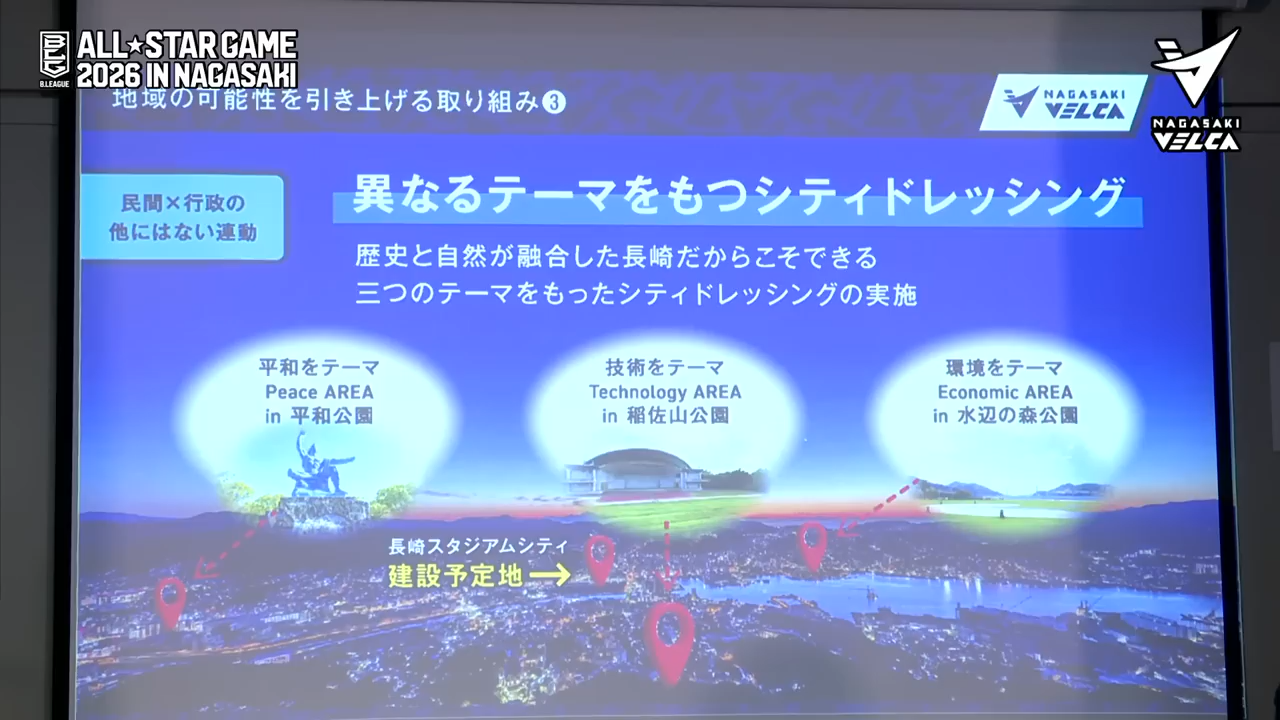 B.LEAGUE
ALL★STAR GAME
2026 IN NAGASAKI
地域の可能性を引き上げる取り組み❸
NAGASAKI
VELCA
NAGASAKI
VELCA
民間×行政の
他にはない連動
異なるテーマをもつシティドレッシング
歴史と自然が融合した長崎だからこそできる
三つのテーマをもったシティドレッシングの実施
平和をテーマ
Peace AREA
in 平和公園
技術をテーマ
Technology AREA
in 稲佐山公園
環境をテーマ
Economic AREA
in 水辺の森公園
長崎スタジアムシティ
建設予定地→